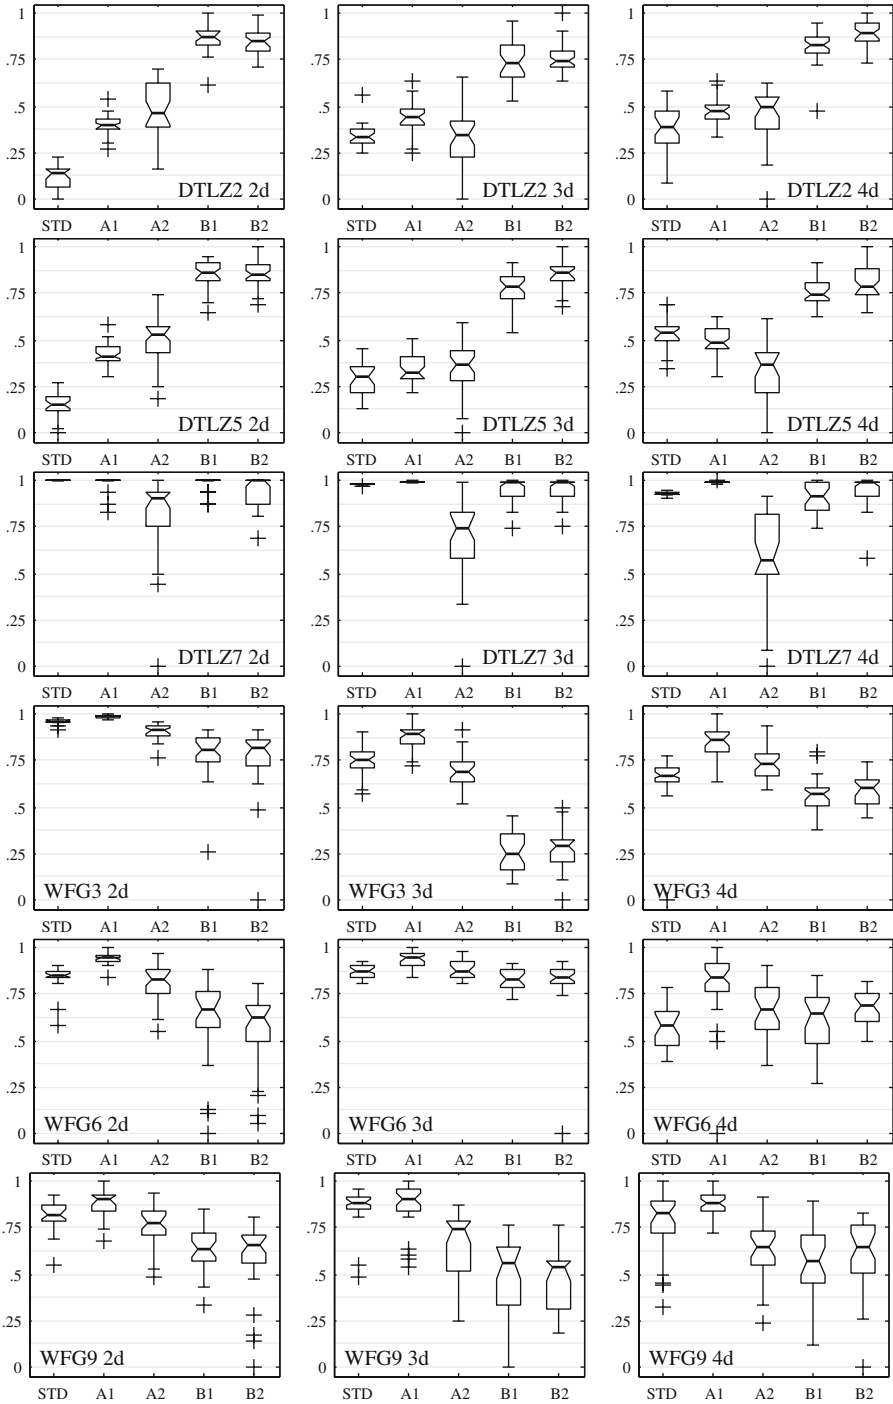 1 1 1
.75 .75 .75
.5 .5 .5
.25 .25 .25
0 DTLZ2 2d 0 DTLZ2 3d 0 DTLZ2 4d
STD A1 A2 B1 B2 STD A1 A2 B1 B2 STD A1 A2 B1 B2
1 1 1
.75 .75 .75
.5 .5 .5
.25 .25 .25
0 DTLZ5 2d 0 DTLZ5 3d 0 DTLZ5 4d
STD A1 A2 B1 B2 STD A1 A2 B1 B2 STD A1 A2 B1 B2
1 1 1
.75 .75 .75
.5 .5 .5
.25 .25 .25
0 DTLZ7 2d 0 DTLZ7 3d 0 DTLZ7 4d
STD A1 A2 B1 B2 STD A1 A2 B1 B2 STD A1 A2 B1 B2
1 1 1
.75 .75 .75
.5 .5 .5
.25 .25 .25
0 WFG3 2d 0 WFG3 3d 0 WFG3 4d
STD A1 A2 B1 B2 STD A1 A2 B1 B2 STD A1 A2 B1 B2
1 1 1
.75 .75 .75
.5 .5 .5
.25 .25 .25
0 WFG6 2d 0 WFG6 3d 0 WFG6 4d
STD A1 A2 B1 B2 STD A1 A2 B1 B2 STD A1 A2 B1 B2
1 1 1
.75 .75 .75
.5 .5 .5
.25 .25 .25
0 WFG9 2d 0 WFG9 3d 0 WFG9 4d
STD A1 A2 B1 B2 STD A1 A2 B1 B2 STD A1 A2 B1 B2